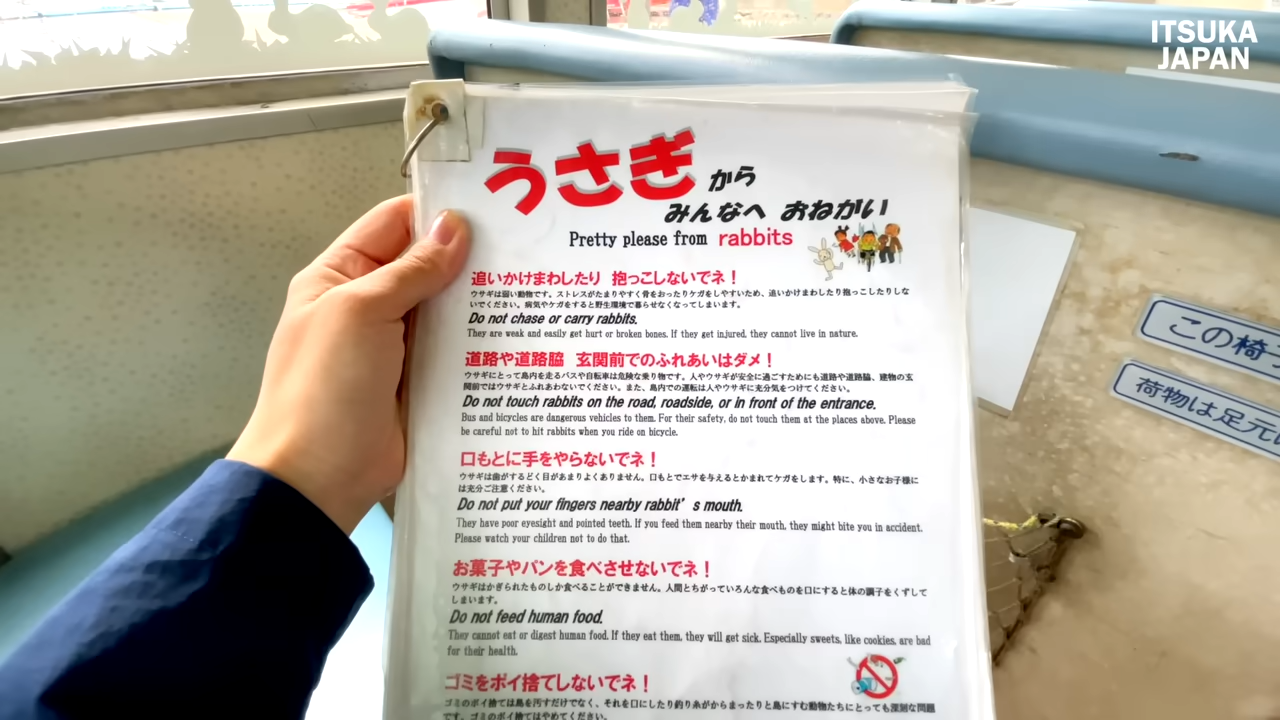 ITSUKA
JAPAN
うさぎ から
みんなへ おねがい
Pretty please from rabbits
追いかけまわしたり 抱っこしないでネ！
ウサギは弱い動物です。ストレスがたまりやすく骨をおったりケガをしやすいため、追いかけまわしたり抱っこしたりしな
いでください。病気やケガをすると野生環境で暮らせなくなってしまいます。
Do not chase or carry rabbits.
They are weak and easily get hurt or broken bones. If they get injured, they cannot live in nature.
道路や道路脇 玄関前でのふれあいはダメ！
ウサギにとって島内を走るバスや自転車は危険な乗り物です。人やウサギが安全に過ごすためにも道路や道路脇、建物の玄
関前ではウサギとふれあわないでください。また、島内での運転は人やウサギに充分気をつけてください。
Do not touch rabbits on the road, roadside, or in front of the entrance.
Bus and bicycles are dangerous vehicles to them. For their safety, do not touch them at the places above. Please
be careful not to hit rabbits when you ride on bicycle.
口もとに手をやらないでネ！
ウサギは歯がするどく目があまりよくありません。口もとでエサを与えるとかまれてケガをします。特に、小さなお子様に
は充分ご注意ください。
Do not put your fingers nearby rabbit's mouth.
They have poor eyesight and pointed teeth. If you feed them nearby their mouth, they might bite you in accident.
Please watch your children not to do that.
お菓子やパンを食べさせないでネ！
ウサギはかぎられたものしか食べることができません。人間とちがっていろんな食べものを口にすると体の調子をくずして
しまいます。
Do not feed human food.
They cannot eat or digest human food. If they eat them, they will get sick. Especially sweets, like cookies, are bad
for their health.
ゴミをポイ捨てしないでネ！
ゴミのポイ捨ては島を汚すだけでなく、それを口にしたり釣り糸がからまったりと島にすむ動物たちにとっても深刻な問題
です。ゴミのポイ捨てはやめてください。
この椅子
荷物は足元